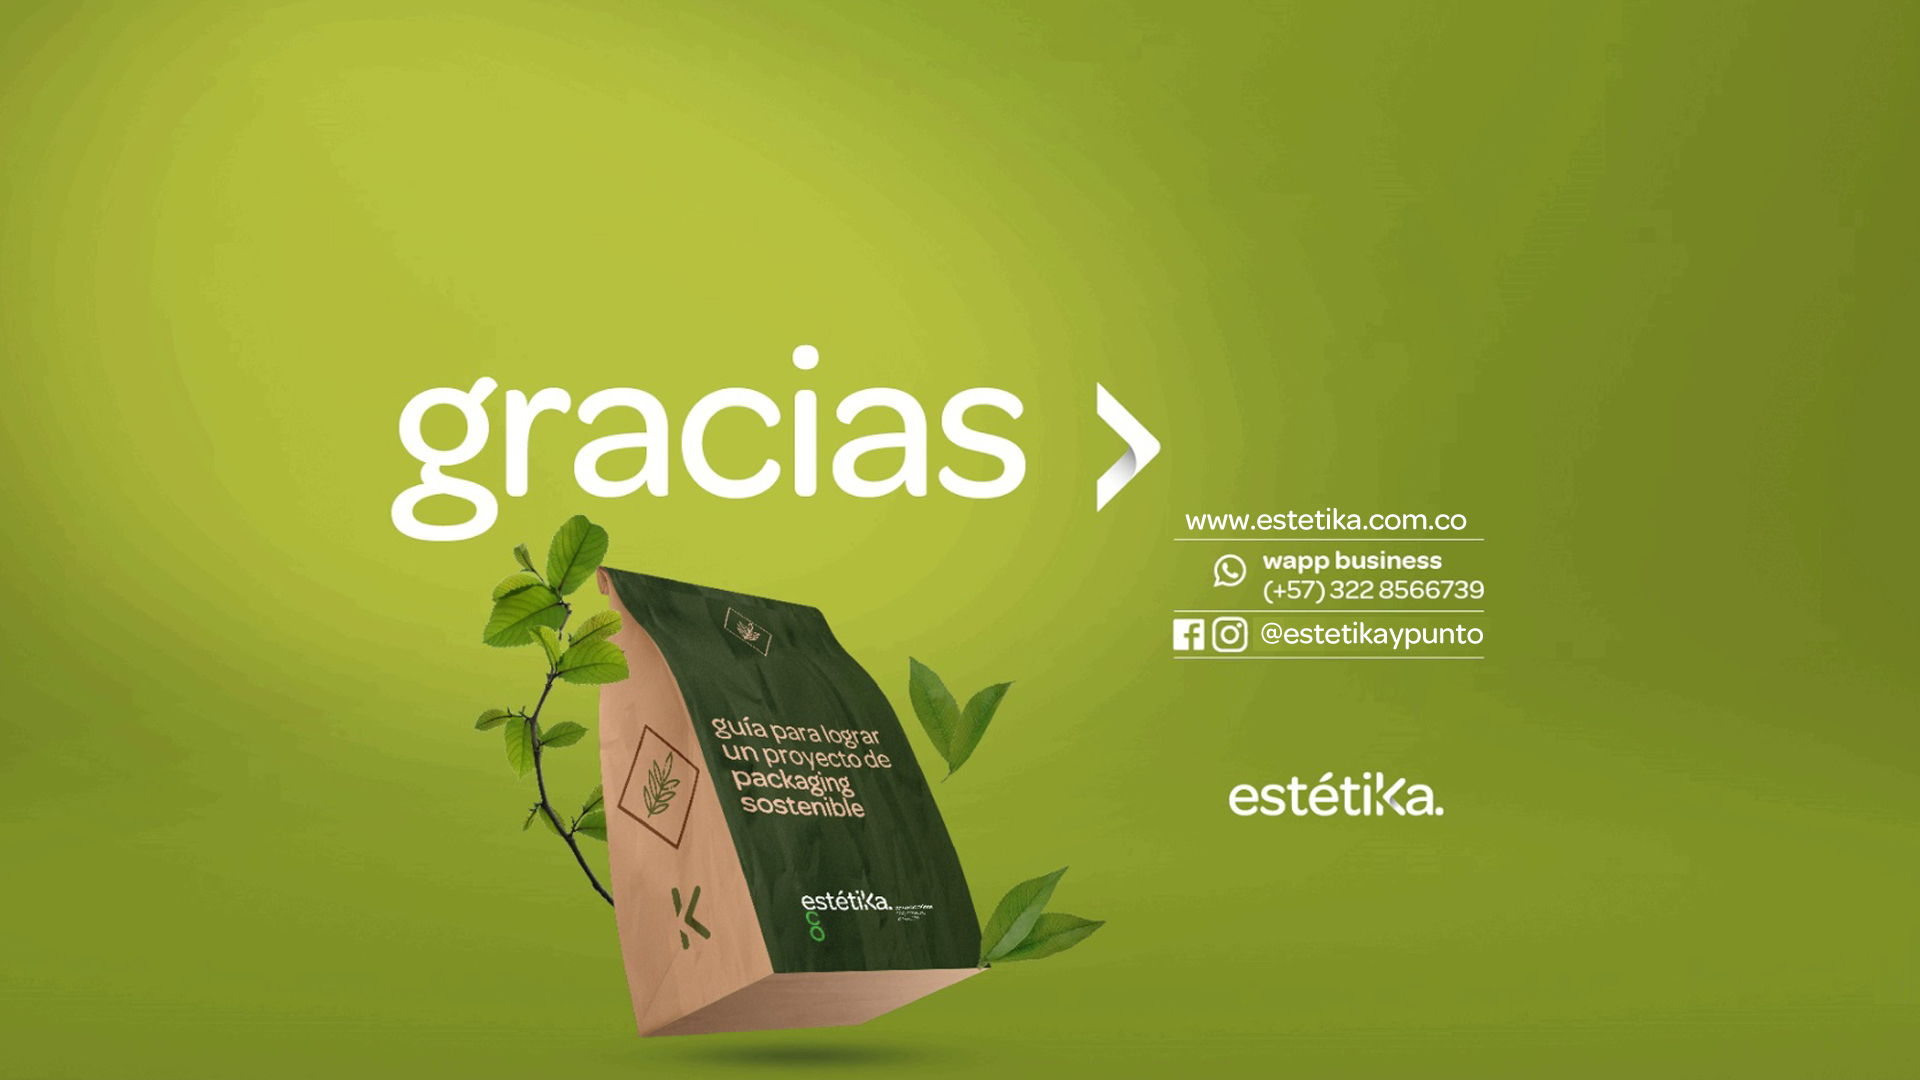 gracias
www.estetika.com.co
wapp business
(+57) 322 8566739
@estetikaypunto
guía para lograr
un proyecto de
packaging
sostenible
estétika.
estétika.
co